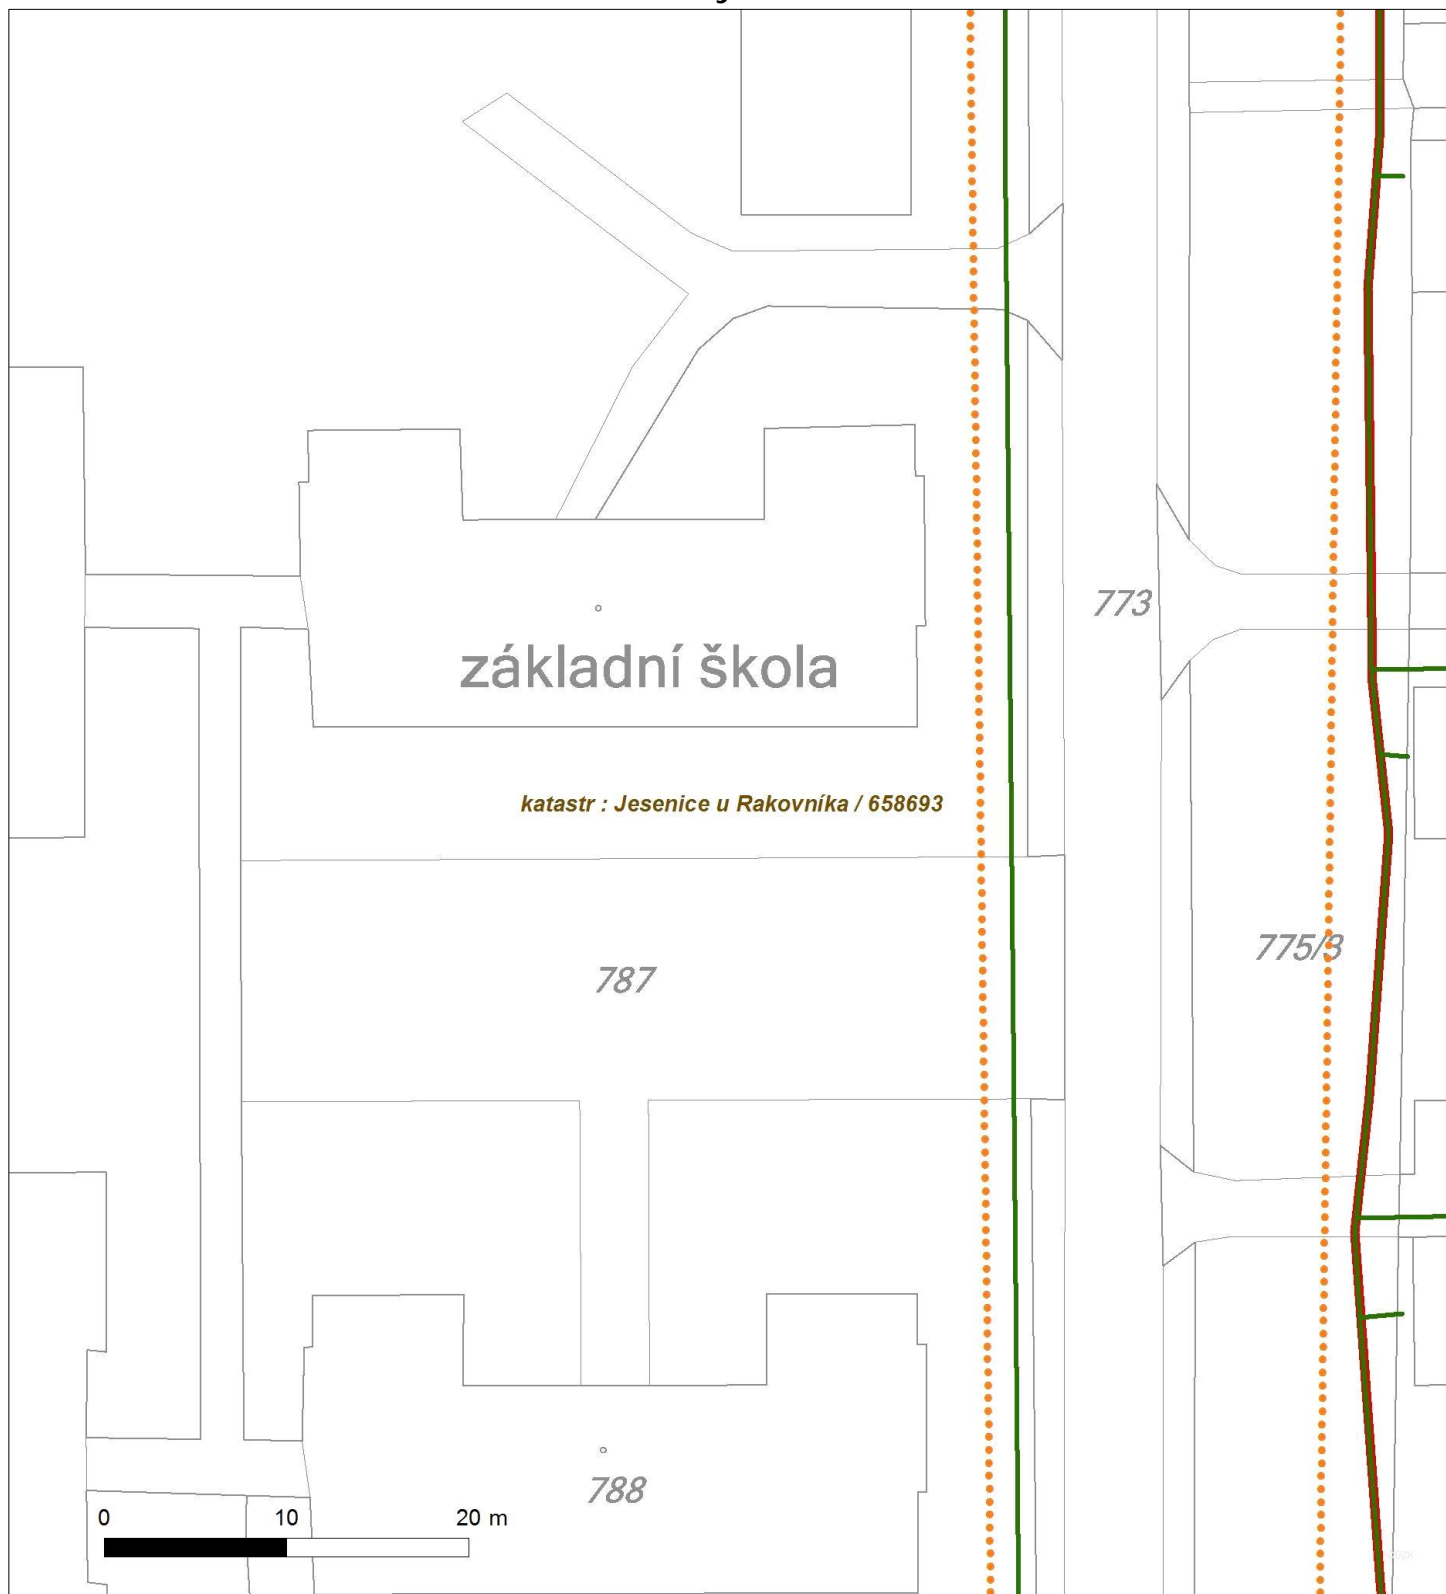 773
základní škola
katastr : Jesenice u Rakovníka / 658693
775/3
787
788
0 10 20 m